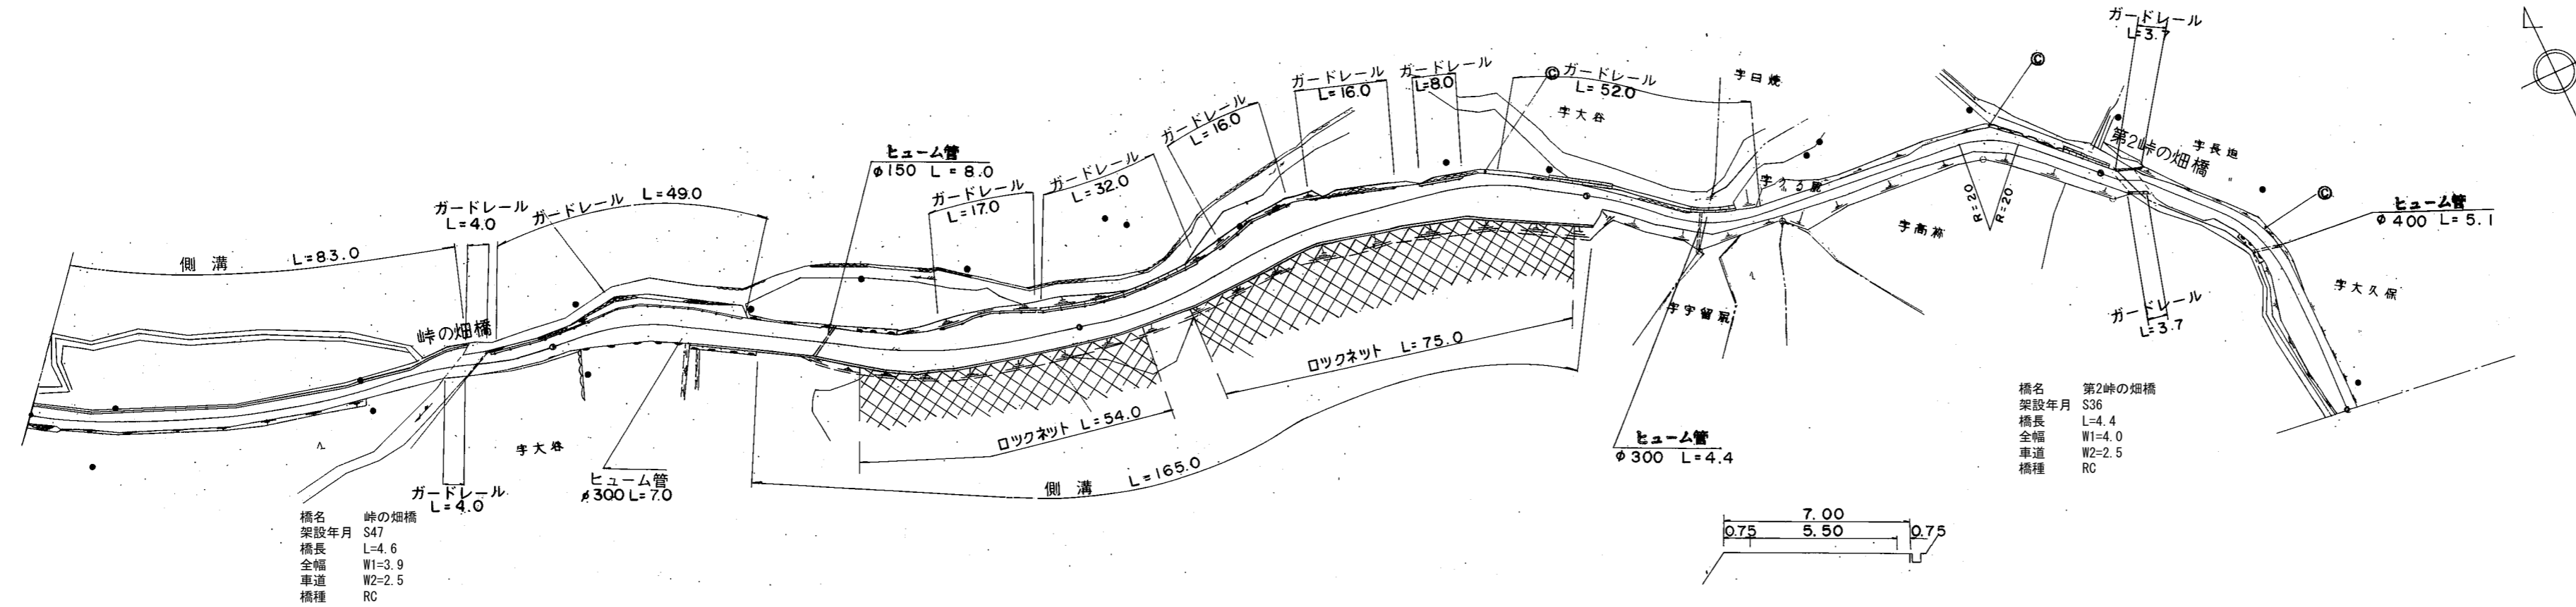 側溝 L=83.0
ガードレール
L=4.0
ガードレール L=49.0
ヒューム管
φ150 L=8.0
ガードレール
L=17.0
ガードレール
L=32.0
ガードレール
L=16.0
ガードレール
L=16.0
ガードレール
L=8.0
© ガードレール
L=52.0
字大谷
字日焼
©
ガードレール
L=3.7
第2峠の畑橋
字長迫
©
ヒューム管
φ400 L=5.1
字大久保
R=20
R=20
ガードレール
L=3.7
峠の畑橋
字大谷
ガードレール
L=4.0
ヒューム管
φ300 L=7.0
ロックネット L=54.0
ロックネット L=75.0
側溝 L=165.0
ヒューム管
φ300 L=4.4
橋名 峠の畑橋
架設年月 S47
橋長 L=4.6
全幅 W1=3.9
車道 W2=2.5
橋種 RC
橋名 第2峠の畑橋
架設年月 S36
橋長 L=4.4
全幅 W1=4.0
車道 W2=2.5
橋種 RC
7.00
0.75 5.50 0.75